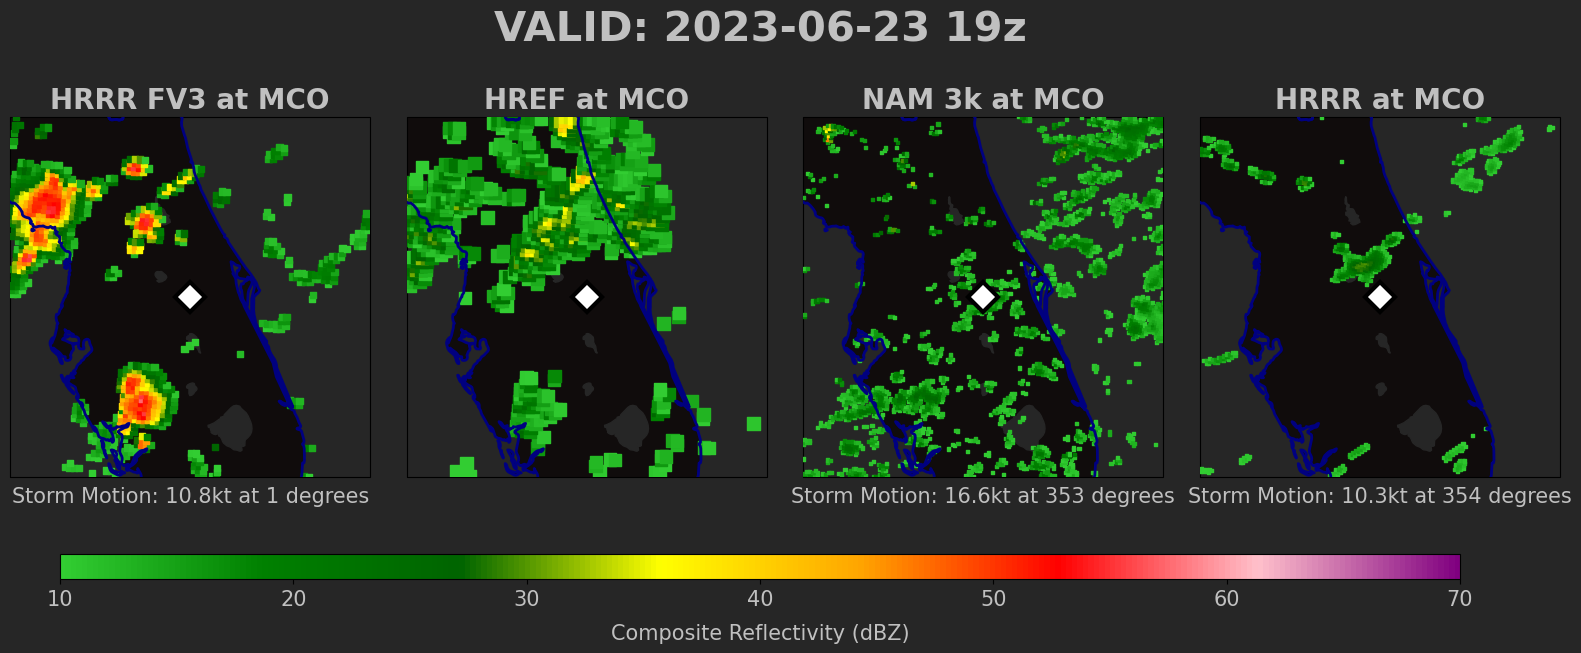 VALID: 2023-06-23 19z
HRRR FV3 at MCO
HREF at MCO
NAM 3k at MCO
HRRR at MCO
Storm Motion: 10.8kt at 1 degrees
Storm Motion: 16.6kt at 353 degrees
Storm Motion: 10.3kt at 354 degrees
10 20 30 40 50 60 70
Composite Reflectivity (dBZ)